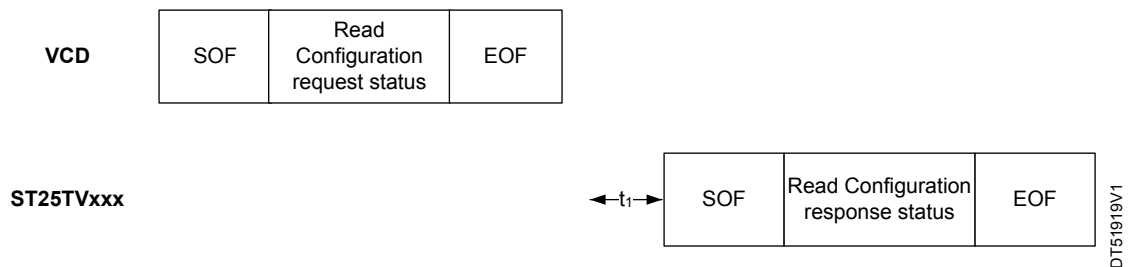 VCD
SOF
Read
Configuration
request status
EOF
ST25TVxxx
t₁
SOF
Read Configuration
response status
EOF
DT51919V1